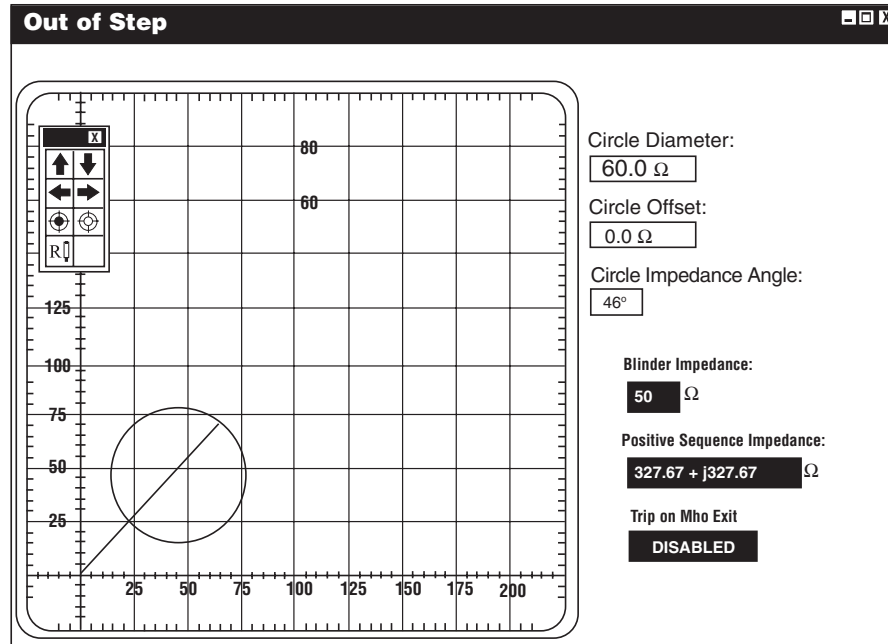 Out of Step
X
X
R
80
60
125
100
75
50
25
25 50 75 100 125 150 175 200
Circle Diameter:
60.0 Ω
Circle Offset:
0.0 Ω
Circle Impedance Angle:
46º
Blinder Impedance:
50 Ω
Positive Sequence Impedance:
327.67 + j327.67 Ω
Trip on Mho Exit
DISABLED